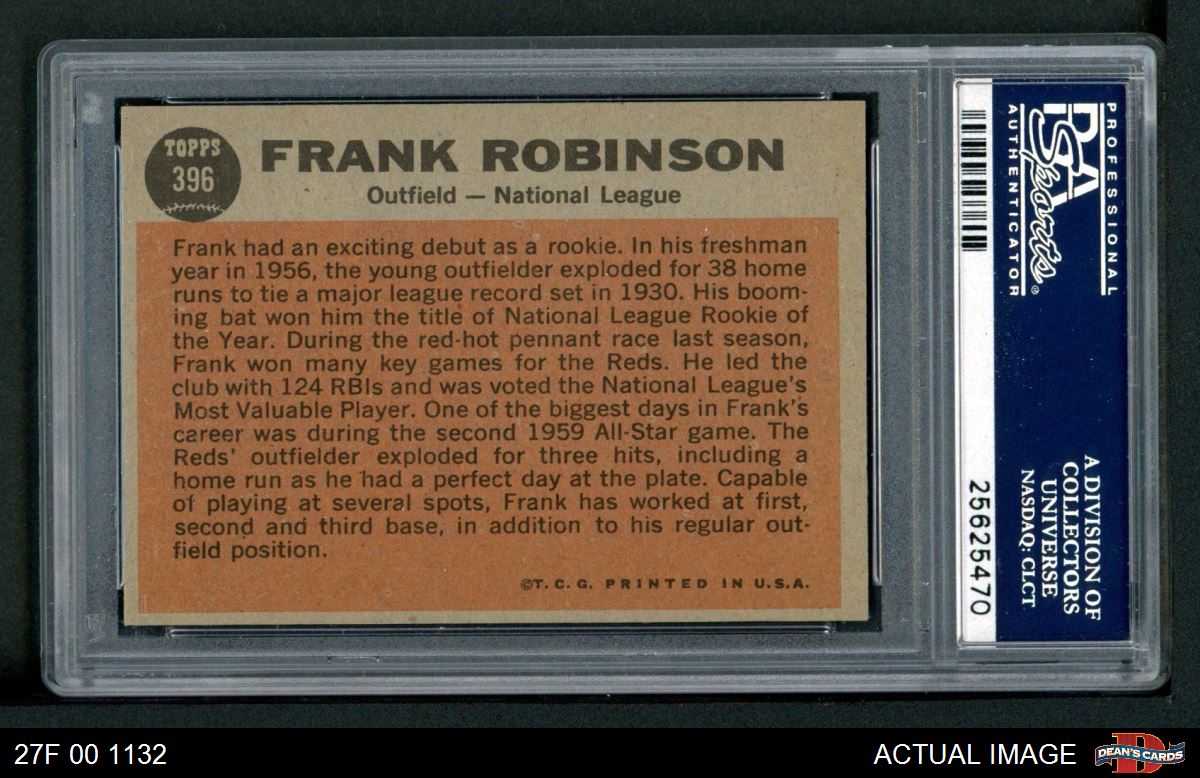 TOPPS
396
FRANK ROBINSON
Outfield — National League
Frank had an exciting debut as a rookie. In his freshman
year in 1956, the young outfielder exploded for 38 home
runs to tie a major league record set in 1930. His boom-
ing bat won him the title of National League Rookie of
the Year. During the red-hot pennant race last season,
Frank won many key games for the Reds. He led the
club with 124 RBIs and was voted the National League's
Most Valuable Player. One of the biggest days in Frank's
career was during the second 1959 All-Star game. The
Reds' outfielder exploded for three hits, including a
home run as he had a perfect day at the plate. Capable
of playing at several spots, Frank has worked at first,
second and third base, in addition to his regular out-
field position.
©T. C. G. PRINTED IN U.S.A.
PROFESSIONAL
PSA
Sports®
AUTHENTICATOR
A DIVISION OF
COLLECTORS
UNIVERSE
NASDAQ: CLCT
25625470
27F 00 1132
ACTUAL IMAGE
DEAN'S CARDS